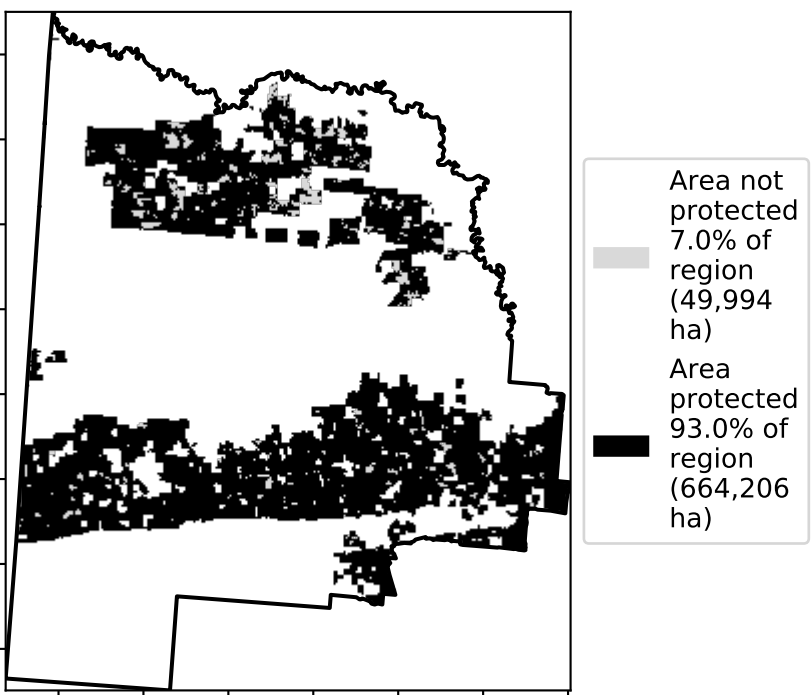 Area not
protected
7.0% of
region
(49,994
ha)
Area
protected
93.0% of
region
(664,206
ha)